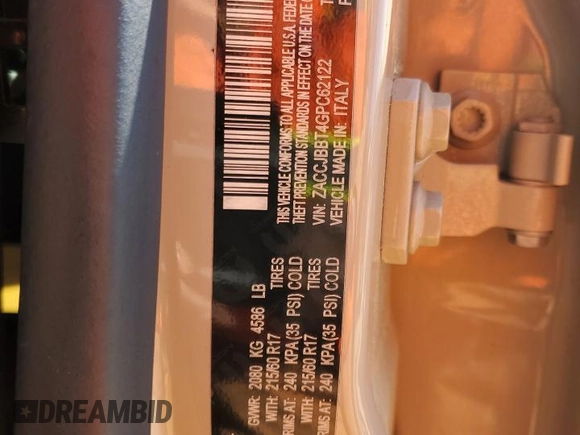 GVWR: 2080 KG 4586 LB
WITH: 215/60 R17 TIRES
RIMS AT: 240 KPA (35 PSI) COLD
WITH: 215/60 R17 TIRES
RIMS AT: 240 KPA (35 PSI) COLD
THIS VEHICLE CONFORMS TO ALL APPLICABLE U.S.A. FEDER
THEFT PREVENTION STANDARDS IN EFFECT ON THE DATE O
VIN: ZACCJBBT4GPC62122
VEHICLE MADE IN: ITALY
DREAMBID